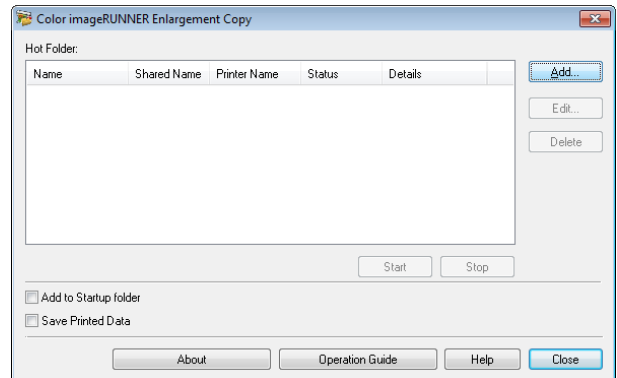 Color imageRUNNER Enlargement Copy
Hot Folder:
Name Shared Name Printer Name Status Details
Add...
Edit...
Delete
Start Stop
Add to Startup folder
Save Printed Data
About Operation Guide Help Close